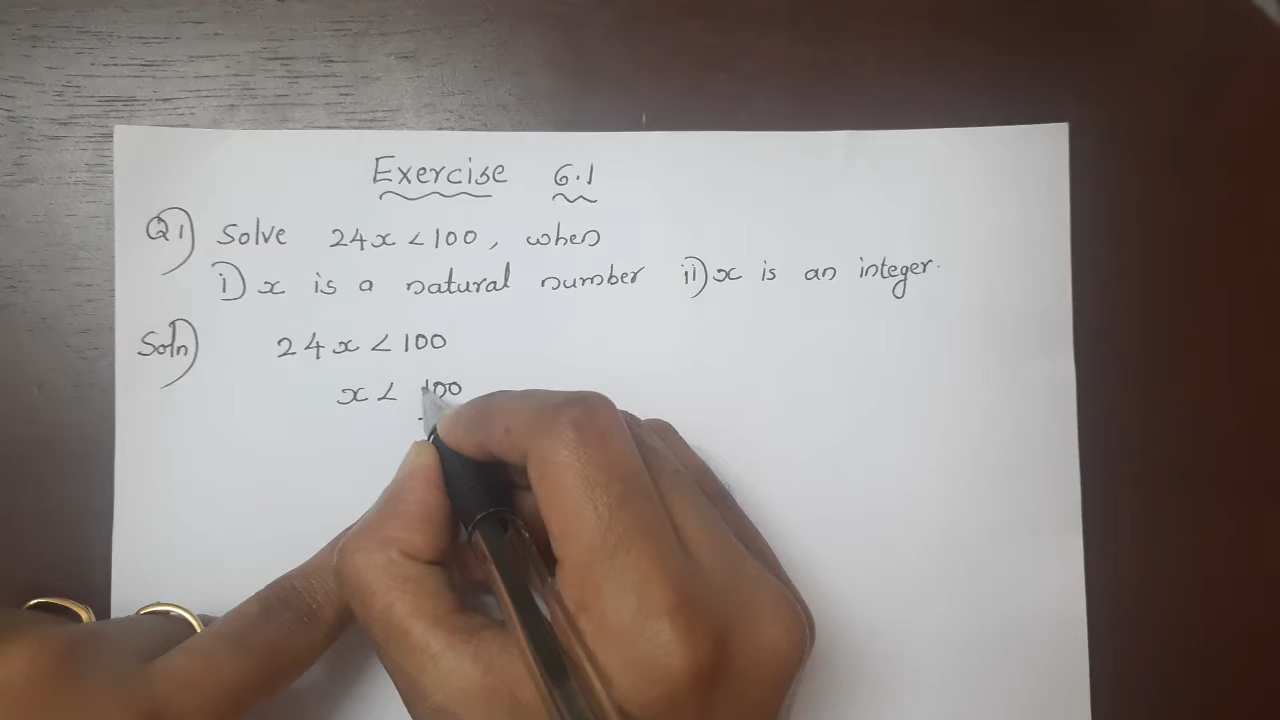 Exercise 6.1
Q1) Solve 24x < 100, when
i) x is a natural number ii) x is an integer.
Soln) 24x < 100
x < 100